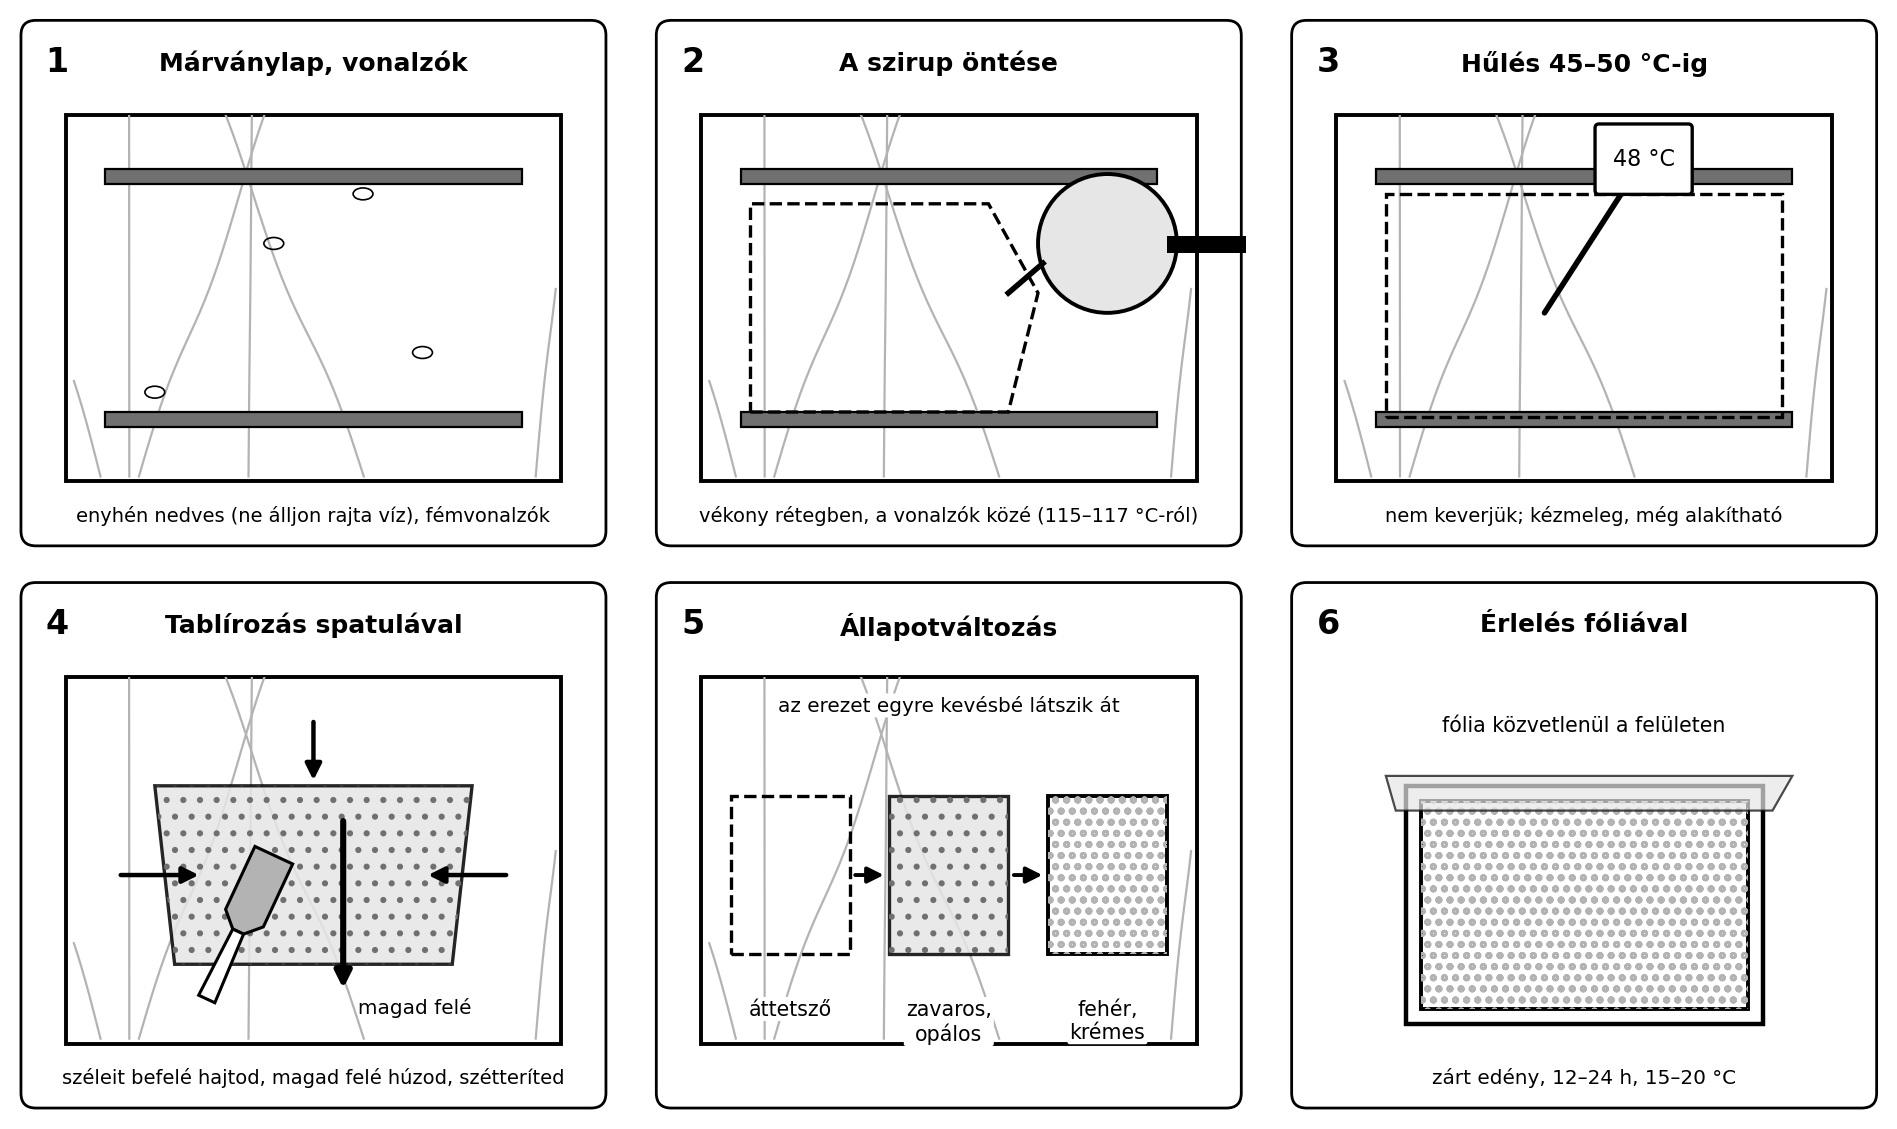 1
Márványlap, vonalzók
enyhén nedves (ne álljon rajta víz), fémvonalzók
2
A szirup öntése
vékony rétegben, a vonalzók közé (115–117 °C-ról)
3
Hűlés 45–50 °C-ig
48 °C
nem keverjük; kézmeleg, még alakítható
4
Tablírozás spatulával
magad felé
széleit befelé hajtod, magad felé húzod, szétteríted
5
Állapotváltozás
az erezet egyre kevésbé látszik át
áttetsző
zavaros,
opálos
fehér,
krémes
6
Érlelés fóliával
fólia közvetlenül a felületen
zárt edény, 12–24 h, 15–20 °C